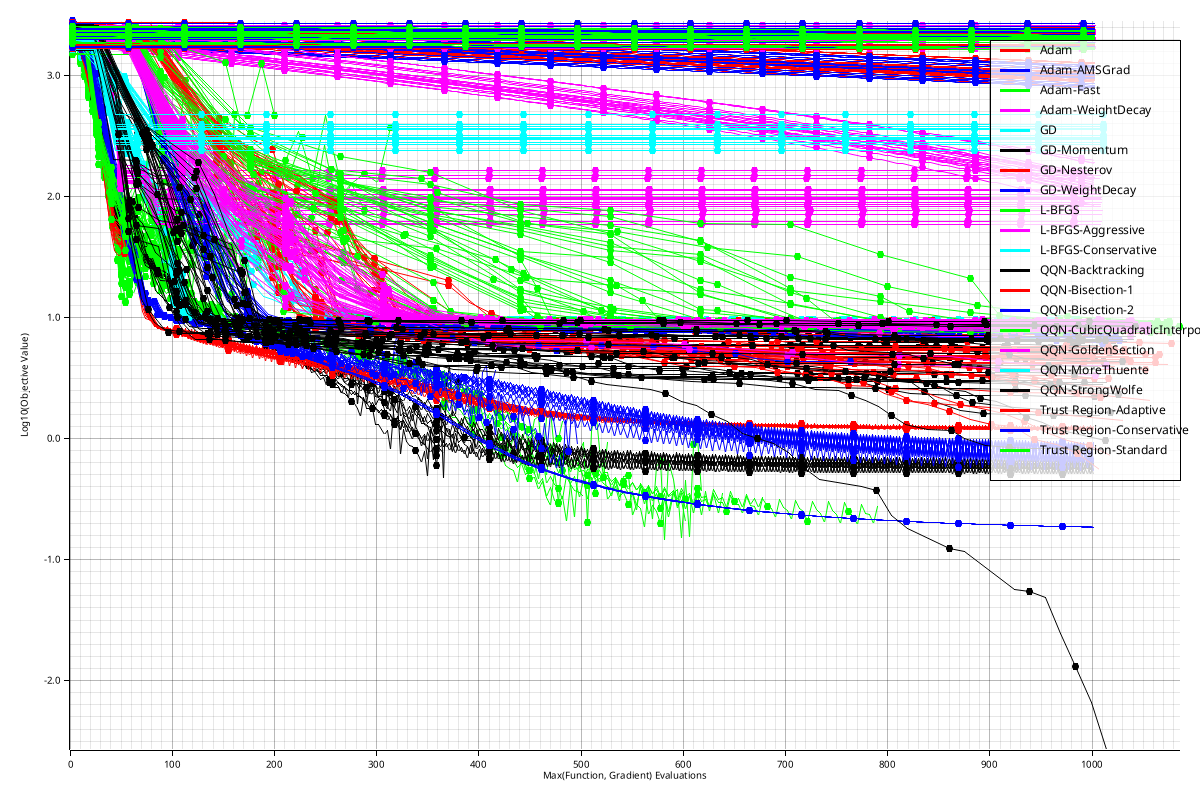 3.0
2.0
1.0
0.0
-1.0
-2.0
Log10(Objective Value)
0 100 200 300 400 500 600 700 800 900 1000
Max(Function, Gradient) Evaluations
Adam
Adam-AMSGrad
Adam-Fast
Adam-WeightDecay
GD
GD-Momentum
GD-Nesterov
GD-WeightDecay
L-BFGS
L-BFGS-Aggressive
L-BFGS-Conservative
QQN-Backtracking
QQN-Bisection-1
QQN-Bisection-2
QQN-CubicQuadraticInterpo
QQN-GoldenSection
QQN-MoreThuente
QQN-StrongWolfe
Trust Region-Adaptive
Trust Region-Conservative
Trust Region-Standard